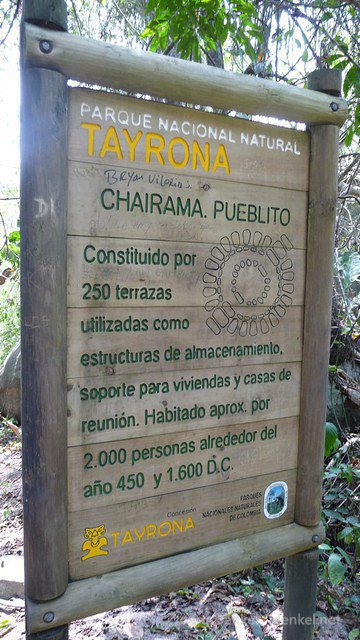 PARQUE NACIONAL NATURAL
TAYRONA
CHAIRAMA. PUEBLITO
Constituido por
250 terrazas
utilizadas como
estructuras de almacenamiento,
soporte para viviendas y casas de
reunión. Habitado aprox. por
2.000 personas alrededor del
año 450 y 1.600 D.C.
Concesión
TAYRONA
PARQUES
NACIONALES NATURALES
DE COLOMBIA